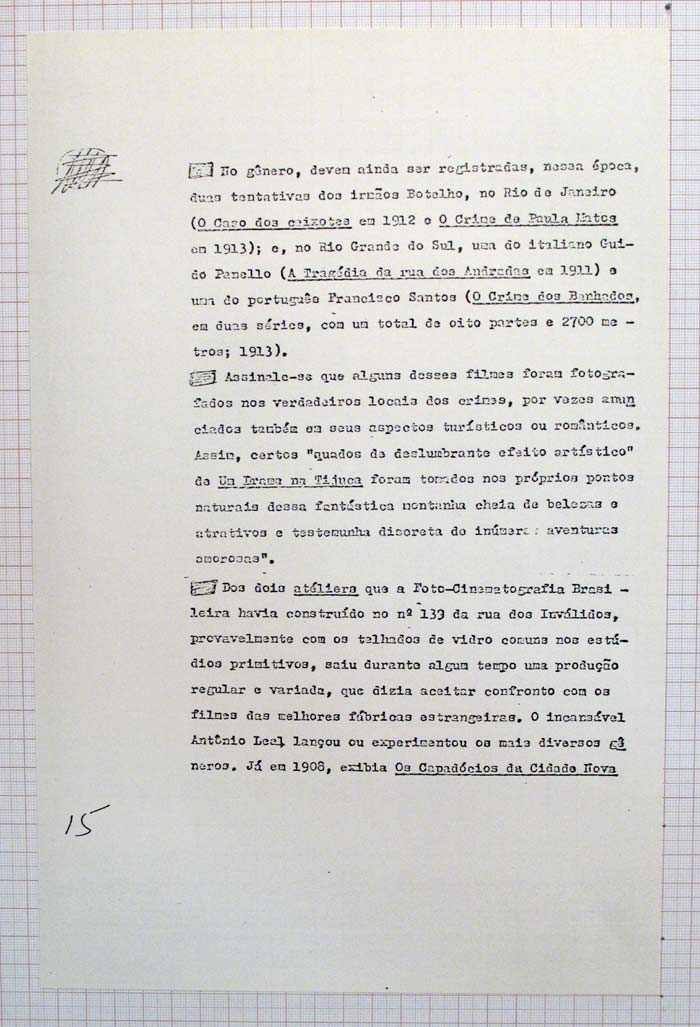 No gênero, devem ainda ser registradas, nessa época,
duas tentativas dos irmãos Botelho, no Rio de Janeiro
(O Caso dos caixotes em 1912 e O Crime de Paula Matos
em 1913); e, no Rio Grande do Sul, uma do italiano Gui-
do Panello (A Tragédia da rua dos Andradas em 1911) e
uma do português Francisco Santos (O Crime dos Banhados,
em duas séries, com um total de oito partes e 2700 me -
tros; 1913).
Assinale-se que alguns desses filmes foram fotogra-
fados nos verdadeiros locais dos crimes, por vezes anun
ciados também em seus aspectos turísticos ou românticos.
Assim, certos "quados de deslumbrante efeito artístico"
de Um Drama na Tijuca foram tomados nos próprios pontos
naturais dessa fantástica montanha cheia de belezas e
atrativos e testemunha discreta de inúmeras aventuras
amorosas".
Dos dois atéliers que a Foto-Cinematografia Brasi -
leira havia construído no nº 139 da rua dos Inválidos,
provavelmente com os telhados de vidro comuns nos estú-
dios primitivos, saiu durante algum tempo uma produção
regular e variada, que dizia aceitar confronto com os
filmes das melhores fábricas estrangeiras. O incansável
Antônio Leal lançou ou experimentou os mais diversos gê
neros. Já em 1908, exibia Os Capadócios da Cidade Nova
15